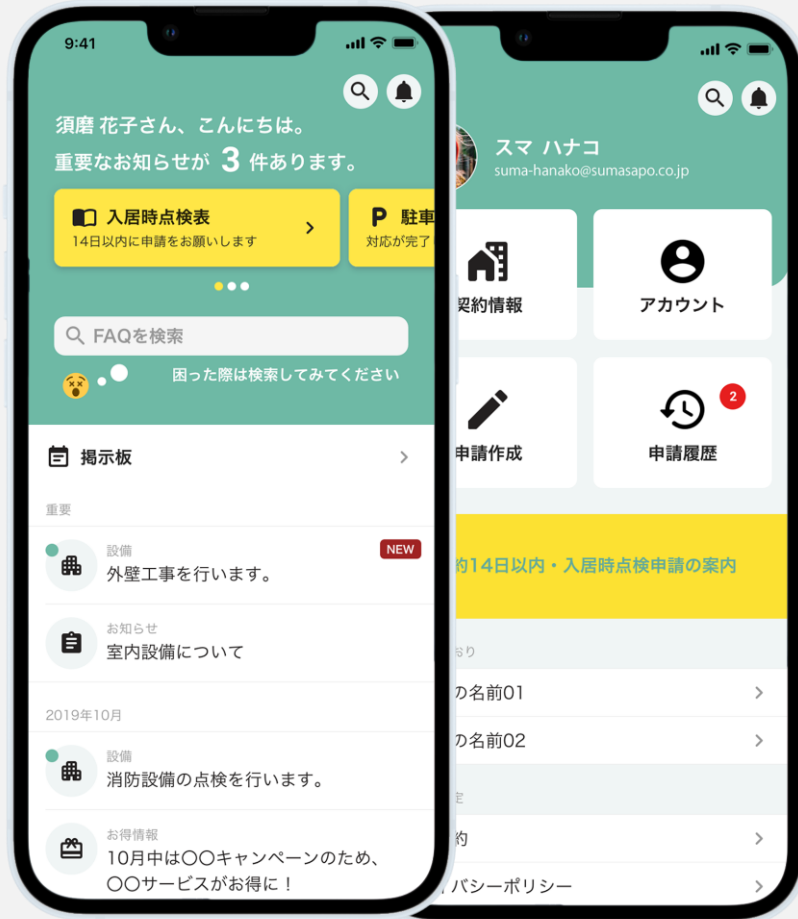 9:41
須磨 花子さん、こんにちは。
重要なお知らせが 3 件あります。
入居時点検表
14日以内に申請をお願いします
P 駐車
対応が完了
FAQを検索
困った際は検索してみてください
掲示板
重要
設備
NEW
外壁工事を行います。
お知らせ
室内設備について
2019年10月
設備
消防設備の点検を行います。
お得情報
10月中は〇〇キャンペーンのため、
〇〇サービスがお得に！
スマ ハナコ
suma-hanako@sumasapo.co.jp
契約情報
アカウント
申請作成
2
申請履歴
約14日以内・入居時点検申請の案内
おり
の名前01
の名前02
定
約
バシーポリシー